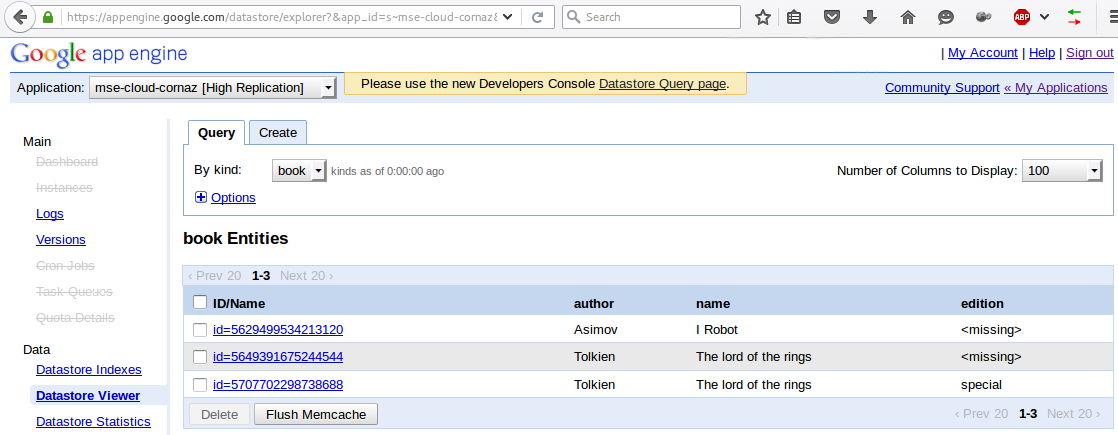 https://appengine.google.com/datastore/explorer?&app_id=s~mse-cloud-cornaz& Search ABP
Google app engine | My Account | Help | Sign out
Application: mse-cloud-cornaz [High Replication] Please use the new Developers Console Datastore Query page. Community Support « My Applications
Main
Dashboard
Instances
Logs
Versions
Cron Jobs
Task Queues
Quota Details
Data
Datastore Indexes
Datastore Viewer
Datastore Statistics
Query Create
By kind: book kinds as of 0:00:00 ago Number of Columns to Display: 100
Options
book Entities
‹ Prev 20 1-3 Next 20 ›
ID/Name author name edition
id=5629499534213120 Asimov I Robot <missing>
id=5649391675244544 Tolkien The lord of the rings <missing>
id=5707702298738688 Tolkien The lord of the rings special
Delete Flush Memcache ‹ Prev 20 1-3 Next 20 ›